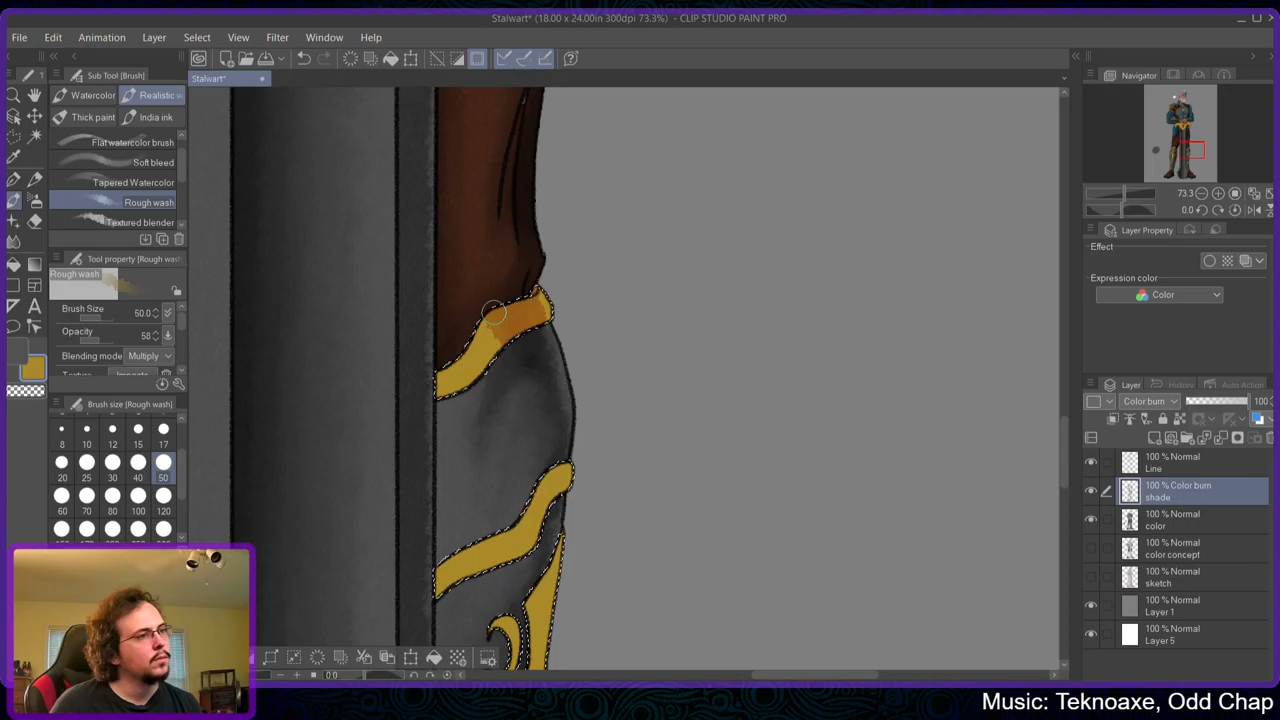 Stalwart* (18.00 x 24.00in 300dpi 73.3%) - CLIP STUDIO PAINT PRO
File Edit Animation Layer Select View Filter Window Help
Sub Tool [Brush]
Stalwart*
Navigator
Watercolor Realistic w
Thick paint India ink
Flat watercolor brush
Soft bleed
Tapered Watercolor
Rough wash
Textured blender
73.3
0.0
Layer Property
Effect
Expression color
Color
Tool property [Rough wash]
Rough wash
Brush Size 50.0
Opacity 58
Blending mode Multiply
Brush size [Rough wash]
8 10 12 15 17
20 25 30 40 50
60 70 80 100 120
Layer History Auto Action
Color burn 100
100 % Normal
Line
100 % Color burn
shade
100 % Normal
color
100 % Normal
color concept
100 % Normal
sketch
100 % Normal
Layer 1
100 % Normal
Layer 5
0.0
Music: Teknoaxe, Odd Chap